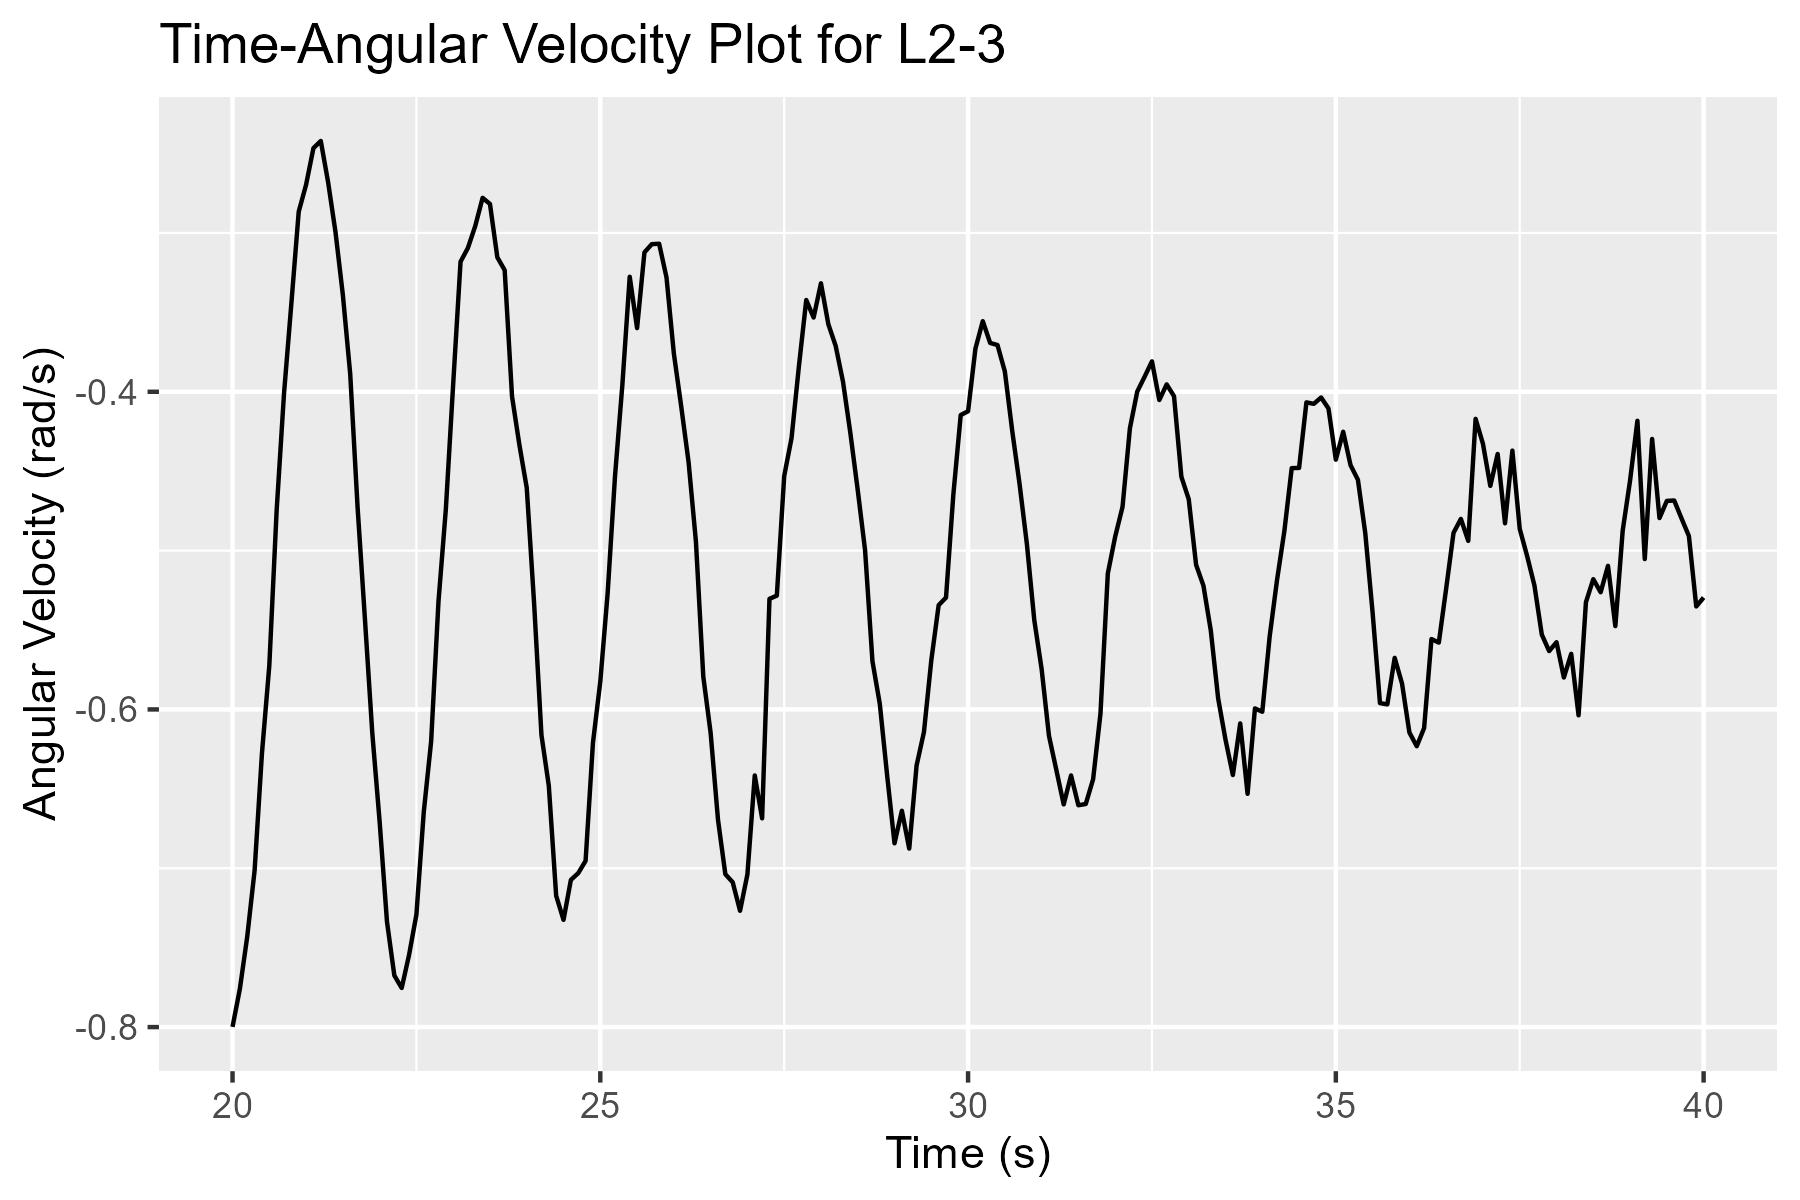 Time-Angular Velocity Plot for L2-3
Angular Velocity (rad/s)
-0.4
-0.6
-0.8
20 25 30 35 40
Time (s)